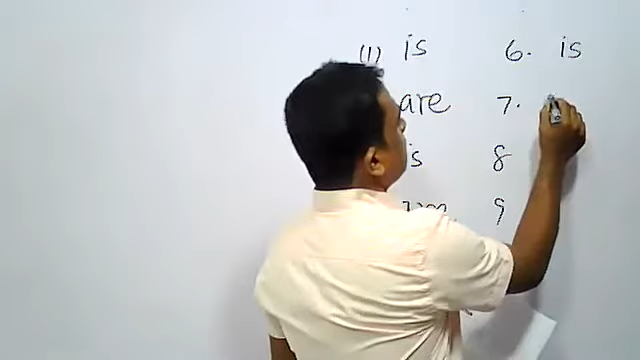 (1) is
are
is
6. is
7.
8
9